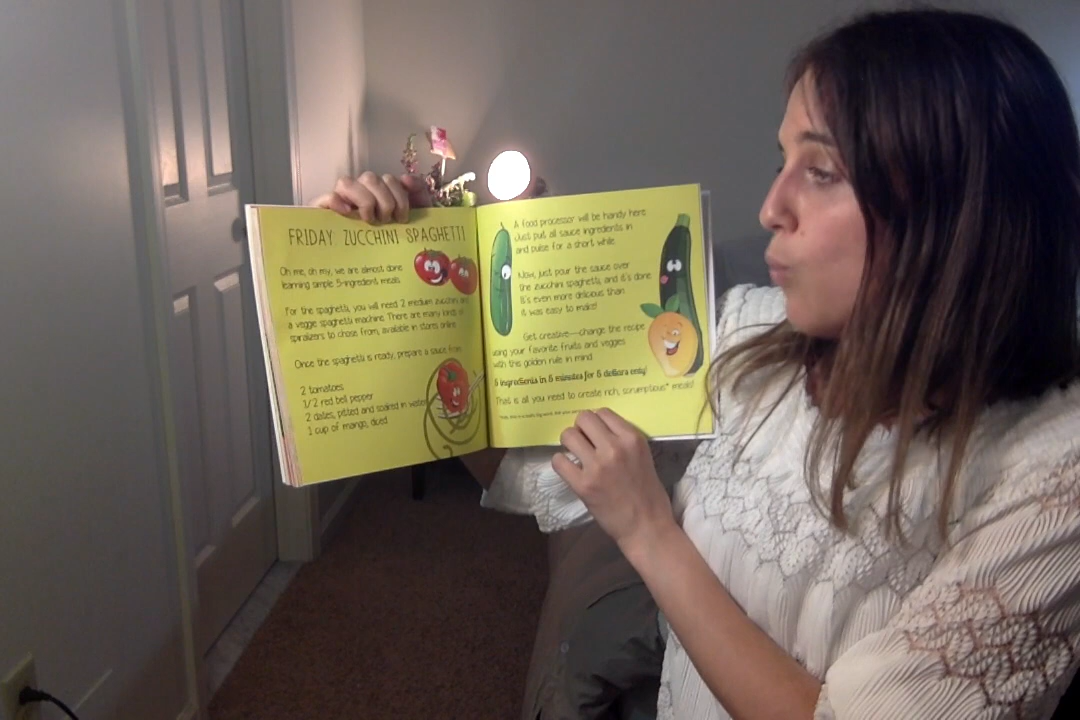 FRIDAY ZUCCHINI SPAGHETTI
Oh me, oh my, we are almost done
learning simple 5-ingredient meals
For the spaghetti, you will need 2 medium zucchini and
a veggie spaghetti machine. There are many kinds of
spiralizers to chose from, available in stores online
Once the spaghetti is ready, prepare a sauce from
2 tomatoes
1/2 red bell pepper
2 dates, pitted and soaked in water
1 cup of mango, diced
A food processor will be handy here
Just put all sauce ingredients in
and pulse for a short while.
Now, just pour the sauce over
the zucchini spaghetti, and it's done
It's even more delicious than
it was easy to make!
Get creative—change the recipe
using your favorite fruits and veggies
with this golden rule in mind
5 ingredients in 5 minutes for 5 dollars only!
That is all you need to create rich, scrumptious* meals!